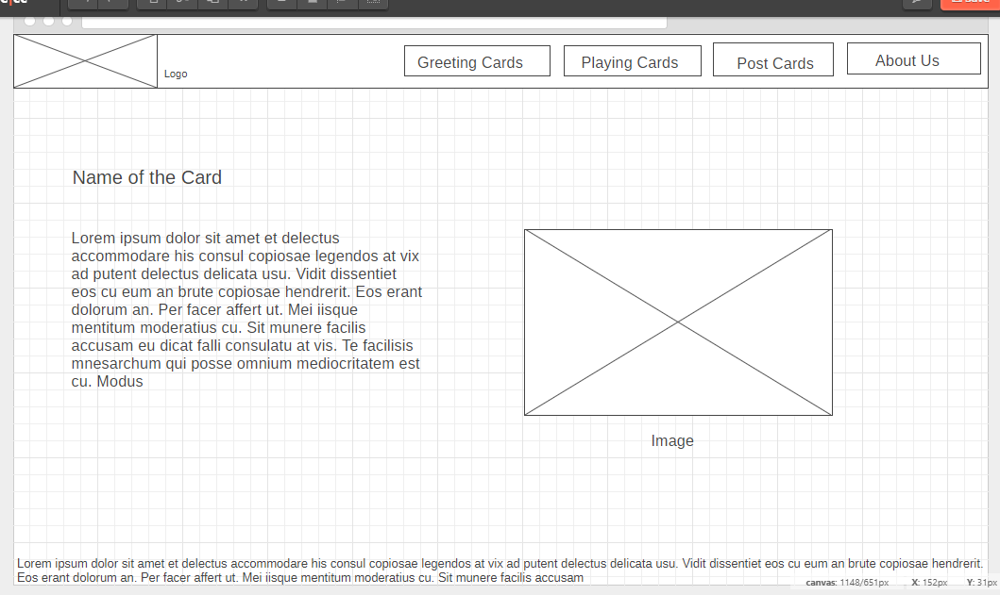 Logo
Greeting Cards
Playing Cards
Post Cards
About Us
Name of the Card
Lorem ipsum dolor sit amet et delectus
accommodare his consul copiosae legendos at vix
ad putent delectus delicata usu. Vidit dissentiet
eos cu eum an brute copiosae hendrerit. Eos erant
dolorum an. Per facer affert ut. Mei iisque
mentitum moderatius cu. Sit munere facilis
accusam eu dicat falli consulatu at vis. Te facilisis
mnesarchum qui posse omnium mediocritatem est
cu. Modus
Image
Lorem ipsum dolor sit amet et delectus accommodare his consul copiosae legendos at vix ad putent delectus delicata usu. Vidit dissentiet eos cu eum an brute copiosae hendrerit.
Eos erant dolorum an. Per facer affert ut. Mei iisque mentitum moderatius cu. Sit munere facilis accusam
canvas: 1148/651px X: 152px Y: 31px